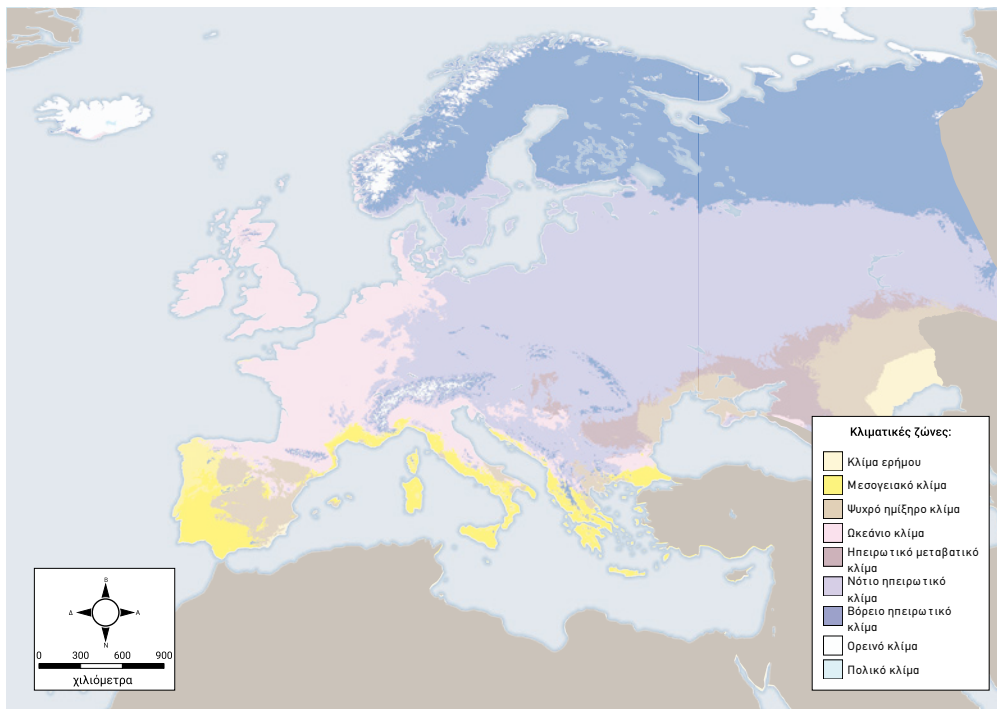 Κλιματικές ζώνες:
Κλίμα ερήμου
Μεσογειακό κλίμα
Ψυχρό ημίξηρο κλίμα
Ωκεάνιο κλίμα
Ηπειρωτικό μεταβατικό
κλίμα
Νότιο ηπειρωτικό
κλίμα
Βόρειο ηπειρωτικό
κλίμα
Ορεινό κλίμα
Πολικό κλίμα
Β
Δ
Α
Ν
0 300 600 900
χιλιόμετρα